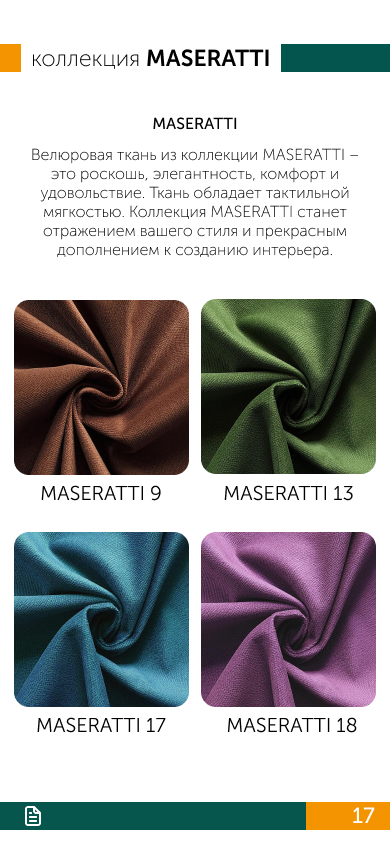 коллекция MASERATTI
MASERATTI
Велюровая ткань из коллекции MASERATTI –
это роскошь, элегантность, комфорт и
удовольствие. Ткань обладает тактильной
мягкостью. Коллекция MASERATTI станет
отражением вашего стиля и прекрасным
дополнением к созданию интерьера.
MASERATTI 9
MASERATTI 13
MASERATTI 17
MASERATTI 18
17